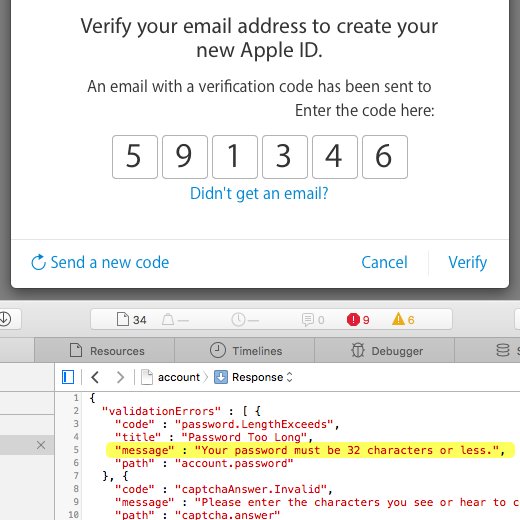 Verify your email address to create your
new Apple ID.
An email with a verification code has been sent to
Enter the code here:
5 9 1 3 4 6
Didn't get an email?
Send a new code Cancel Verify
34 — — 0 9 6
Resources Timelines Debugger S
account Response
1 {
2 "validationErrors" : [ {
3 "code" : "password.LengthExceeds",
4 "title" : "Password Too Long",
5 "message" : "Your password must be 32 characters or less.",
6 "path" : "account.password"
7 }, {
8 "code" : "captchaAnswer.Invalid",
9 "message" : "Please enter the characters you see or hear to c
10 "path" : "captcha.answer"